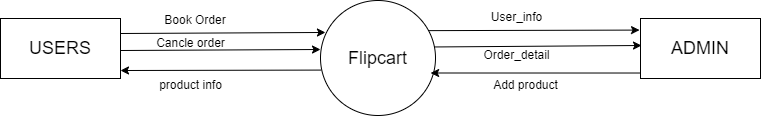 Book Order
User_info
USERS
Cancle order
Flipcart
Order_detail
ADMIN
product info
Add product